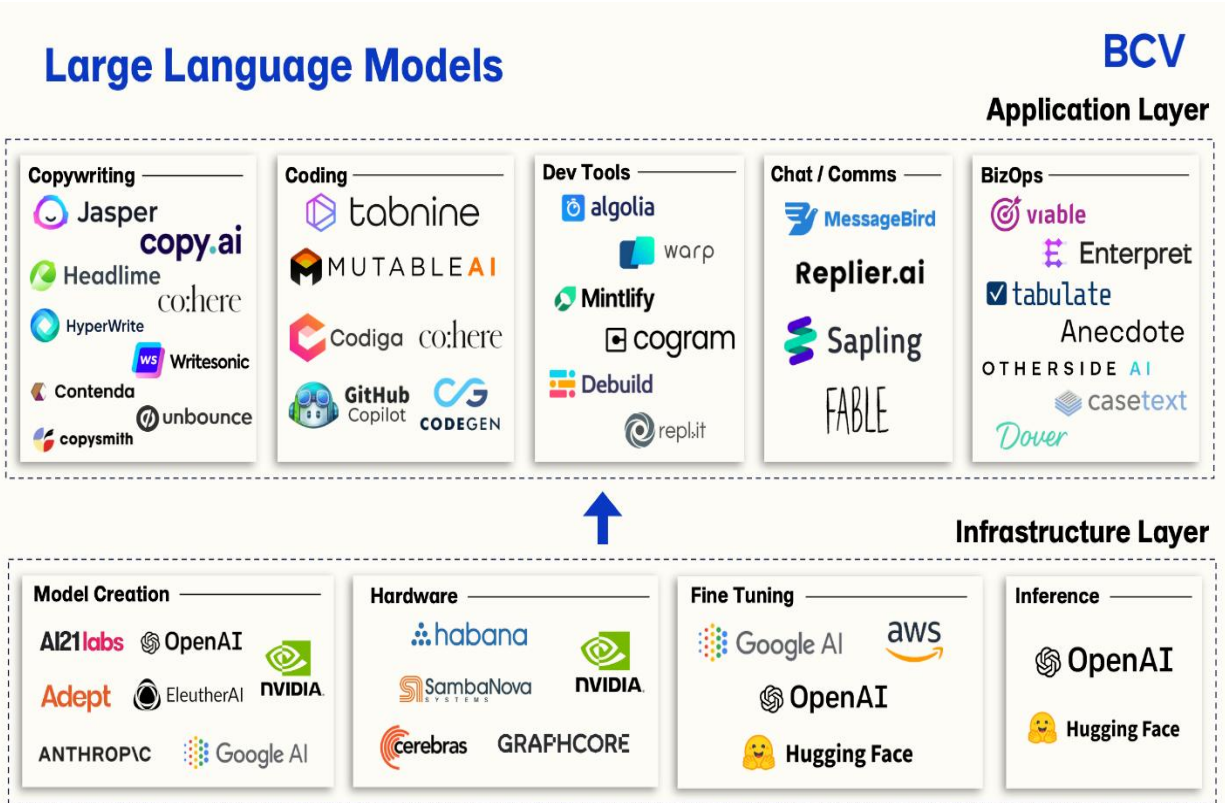 Large Language Models
BCV
Application Layer
Copywriting
Jasper
copy.ai
Headlime
co:here
HyperWrite
WS Writesonic
Contenda
unbounce
copysmith
Coding
tabnine
MUTABLEAI
Codiga
co:here
GitHub
Copilot
CODEGEN
Dev Tools
algolia
warp
Mintlify
cogram
Debuild
repl.it
Chat / Comms
MessageBird
Replier.ai
Sapling
FABLE
BizOps
viable
Enterpret
tabulate
Anecdote
OTHERSIDE AI
casetext
Dover
Infrastructure Layer
Model Creation
AI21labs
OpenAI
NVIDIA.
Adept
EleutherAI
ANTHROP\C
Google AI
Hardware
habana
NVIDIA.
SambaNova
SYSTEMS
cerebras
GRAPHCORE
Fine Tuning
Google AI
aws
OpenAI
Hugging Face
Inference
OpenAI
Hugging Face